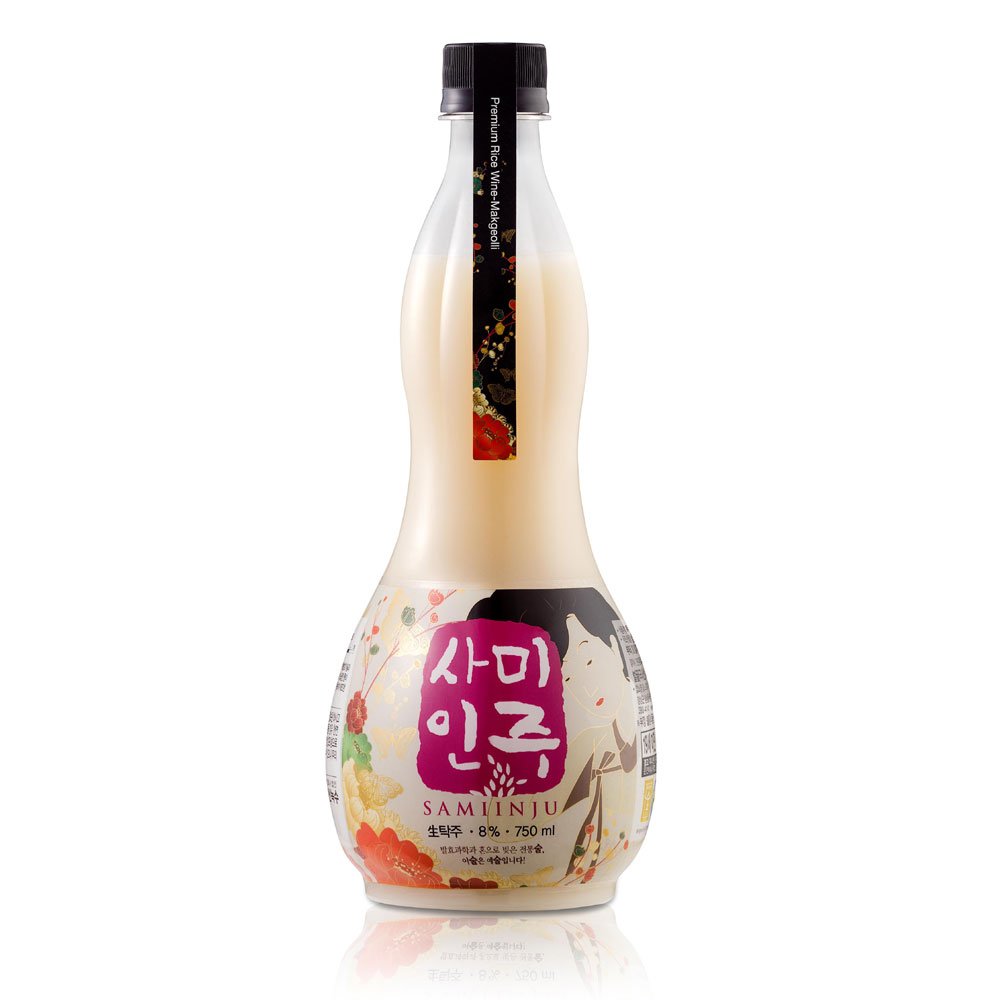 Premium Rice Wine-Makgeolli
사미
인주
SAMIINJU
生탁주 · 8% · 750 ml
발효과학과 혼으로 빚은 전통술,
이술은 예술입니다!